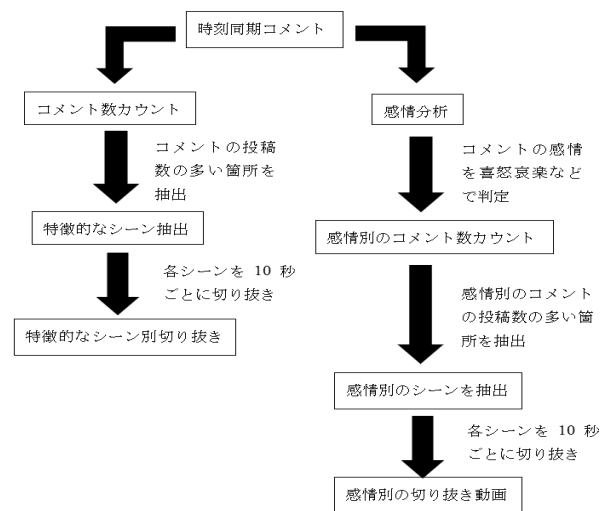 時刻同期コメント
コメント数カウント
コメントの投稿
数の多い箇所を
抽出
特徴的なシーン抽出
各シーンを 10 秒
ごとに切り抜き
特徴的なシーン別切り抜き
感情分析
コメントの感情
を喜怒哀楽など
で判定
感情別のコメント数カウント
感情別のコメント
の投稿数の多い箇
所を抽出
感情別のシーンを抽出
各シーンを 10 秒
ごとに切り抜き
感情別の切り抜き動画